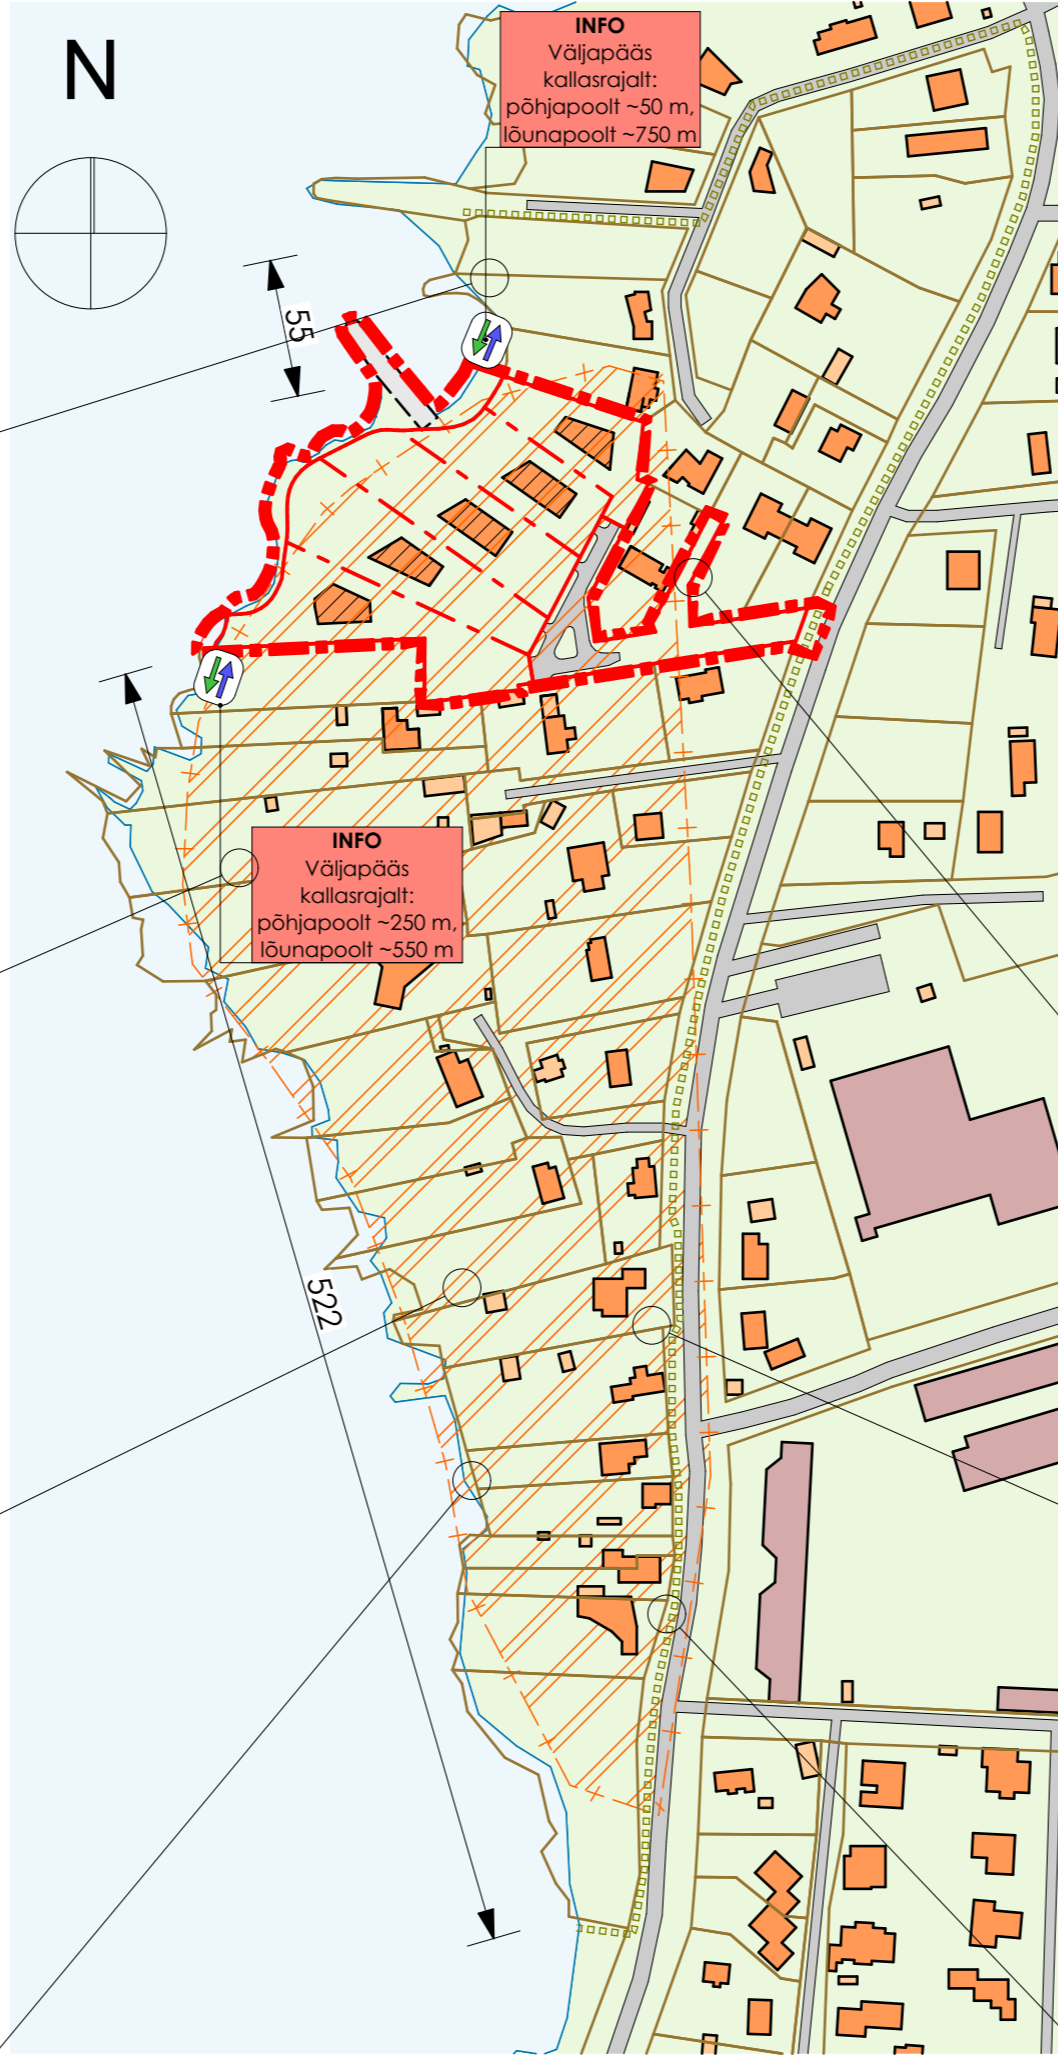 N
INFO
Väljapääs
kallasrajalt:
põhjapoolt ~50 m,
lõunapoolt ~750 m
55
INFO
Väljapääs
kallasrajalt:
põhjapoolt ~250 m,
lõunapoolt ~550 m
522